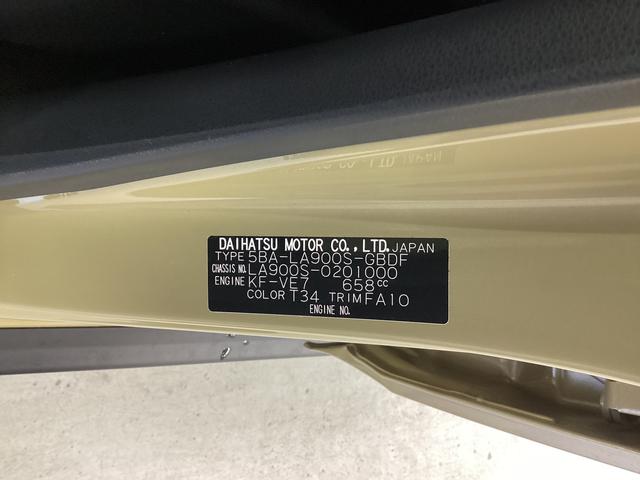 DAIHATSU MOTOR CO.,LTD.JAPAN
TYPE 5BA-LA900S-GBDF
CHASSIS NO. LA900S-0201000
ENGINE KF-VE7 658cc
COLOR T34 TRIM FA10
ENGINE NO.